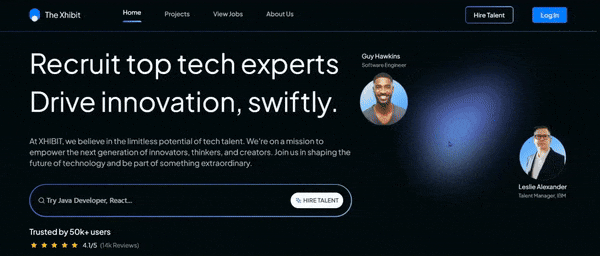 The Xhibit
Home
Projects
View Jobs
About Us
Hire Talent
Log In
Recruit top tech experts
Drive innovation, swiftly.
At XHIBIT, we believe in the limitless potential of tech talent. We're on a mission to
empower the next generation of innovators, thinkers, and creators. Join us in shaping the
future of technology and be part of something extraordinary.
Try Java Developer, React...
HIRE TALENT
Trusted by 50k+ users
4.1/5 (14k Reviews)
Guy Hawkins
Software Engineer
Leslie Alexander
Talent Manager, IBM